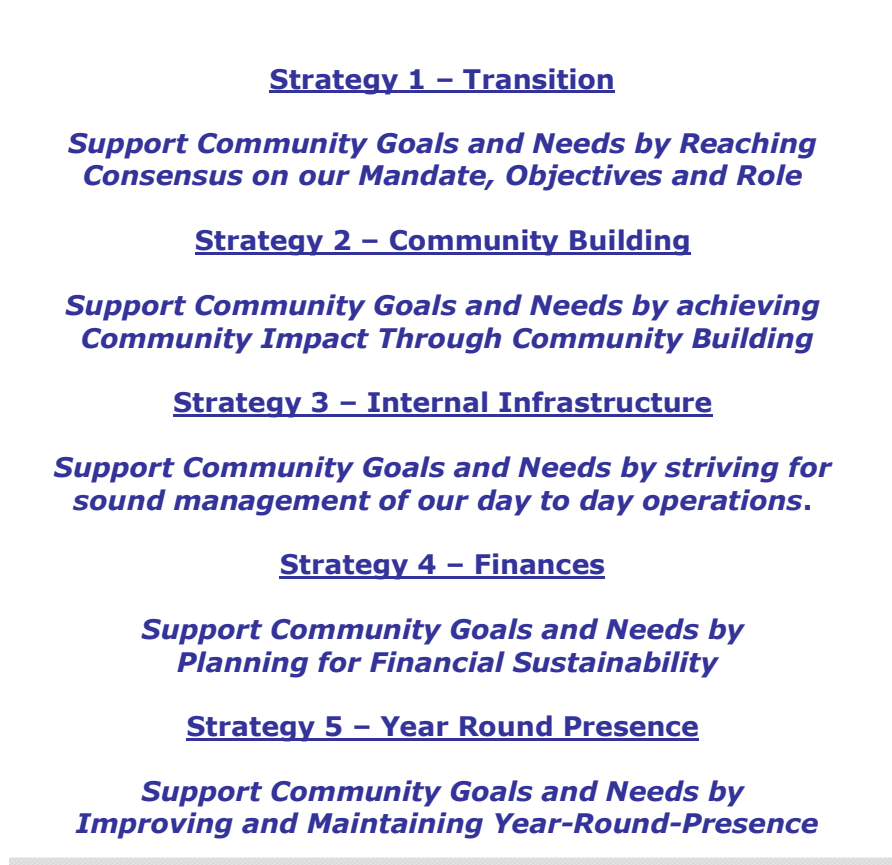 Strategy 1 – Transition
Support Community Goals and Needs by Reaching
Consensus on our Mandate, Objectives and Role
Strategy 2 – Community Building
Support Community Goals and Needs by achieving
Community Impact Through Community Building
Strategy 3 – Internal Infrastructure
Support Community Goals and Needs by striving for
sound management of our day to day operations.
Strategy 4 – Finances
Support Community Goals and Needs by
Planning for Financial Sustainability
Strategy 5 – Year Round Presence
Support Community Goals and Needs by
Improving and Maintaining Year-Round-Presence